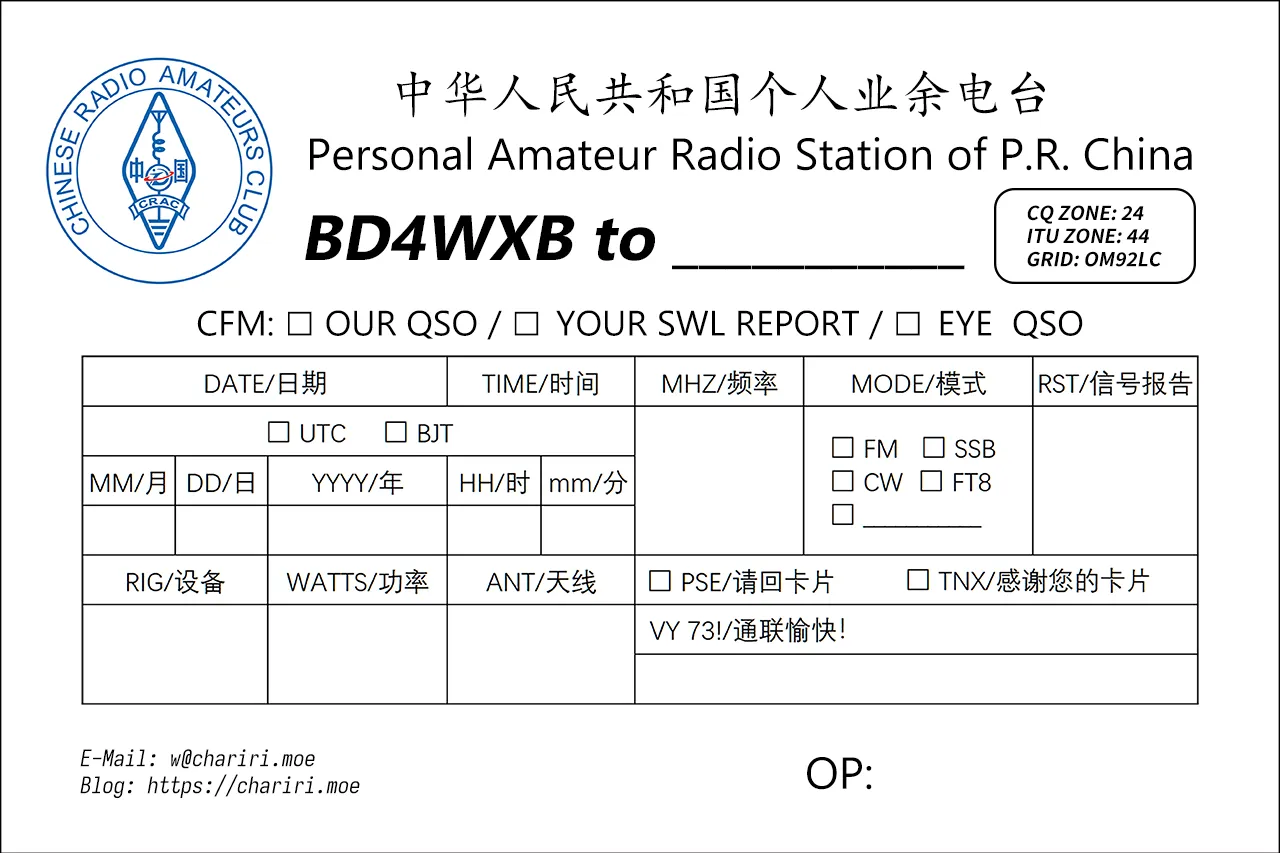 CHINESE RADIO AMATEURS CLUB
中国
CRAC
中华人民共和国个人业余电台
Personal Amateur Radio Station of P.R. China
BD4WXB to ___________
CQ ZONE: 24
ITU ZONE: 44
GRID: OM92LC
CFM: □ OUR QSO / □ YOUR SWL REPORT / □ EYE QSO
DATE/日期 TIME/时间 MHZ/频率 MODE/模式 RST/信号报告
□ UTC □ BJT
□ FM □ SSB
MM/月 DD/日 YYYY/年 HH/时 mm/分
□ CW □ FT8
□ __________
RIG/设备 WATTS/功率 ANT/天线 □ PSE/请回卡片 □ TNX/感谢您的卡片
VY 73!/通联愉快!
E-Mail: w@chariri.moe
Blog: https://chariri.moe
OP: